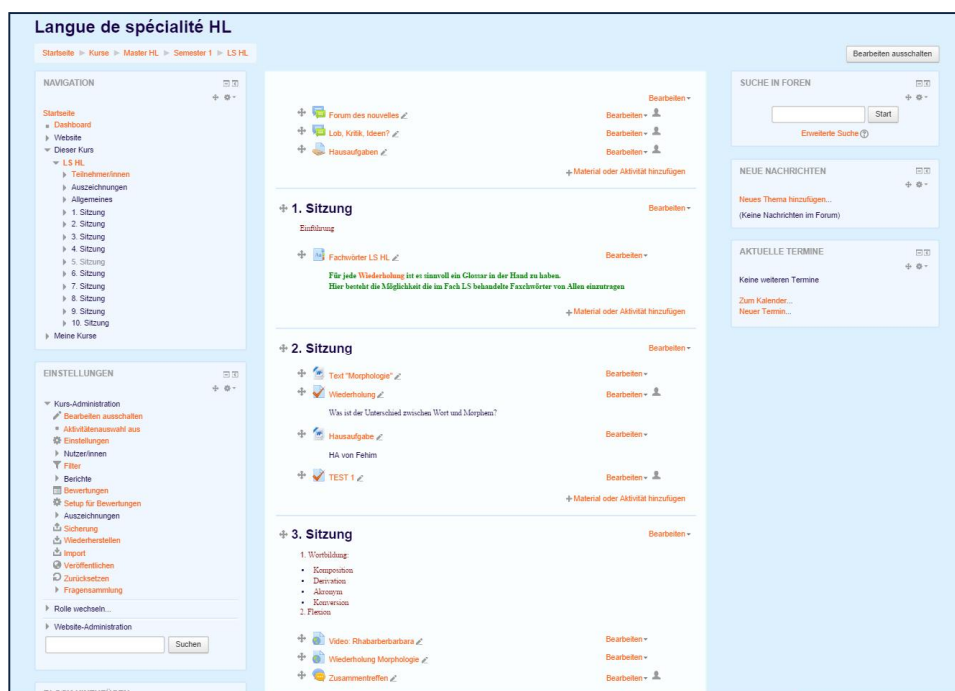 Langue de spécialité HL
Startseite ► Kurse ► Master HL ► Semester 1 ► LS HL
Bearbeiten ausschalten
NAVIGATION
Startseite
Dashboard
Website
Dieser Kurs
LS HL
Teilnehmer/innen
Auszeichnungen
Allgemeines
1. Sitzung
2. Sitzung
3. Sitzung
4. Sitzung
5. Sitzung
6. Sitzung
7. Sitzung
8. Sitzung
9. Sitzung
10. Sitzung
Meine Kurse
EINSTELLUNGEN
Kurs-Administration
Bearbeiten ausschalten
Aktivitätenauswahl aus
Einstellungen
Nutzer/innen
Filter
Berichte
Bewertungen
Setup für Bewertungen
Auszeichnungen
Sicherung
Wiederherstellen
Import
Veröffentlichen
Zurücksetzen
Fragensammlung
Rolle wechseln...
Website-Administration
Suchen
Bearbeiten
Forum des nouvelles Bearbeiten
Lob, Kritik, Ideen? Bearbeiten
Hausaufgaben Bearbeiten
Material oder Aktivität hinzufügen
1. Sitzung Bearbeiten
Einführung
Fachwörter LS HL Bearbeiten
Für jede Wiederholung ist es sinnvoll ein Glossar in der Hand zu haben.
Hier besteht die Möglichkeit die im Fach LS behandelte Faxchwörter von Allen einzutragen
Material oder Aktivität hinzufügen
2. Sitzung Bearbeiten
Text "Morphologie" Bearbeiten
Wiederholung Bearbeiten
Was ist der Unterschied zwischen Wort und Morphem?
Hausaufgabe Bearbeiten
HA von Fehim
TEST 1 Bearbeiten
Material oder Aktivität hinzufügen
3. Sitzung Bearbeiten
1. Wortbildung:
• Komposition
• Derivation
• Akronym
• Konversion
2. Flexion
Video: Rhabarberbarbara Bearbeiten
Wiederholung Morphologie Bearbeiten
Zusammentreffen Bearbeiten
SUCHE IN FOREN
Start
Erweiterte Suche
NEUE NACHRICHTEN
Neues Thema hinzufügen...
(Keine Nachrichten im Forum)
AKTUELLE TERMINE
Keine weiteren Termine
Zum Kalender...
Neuer Termin...